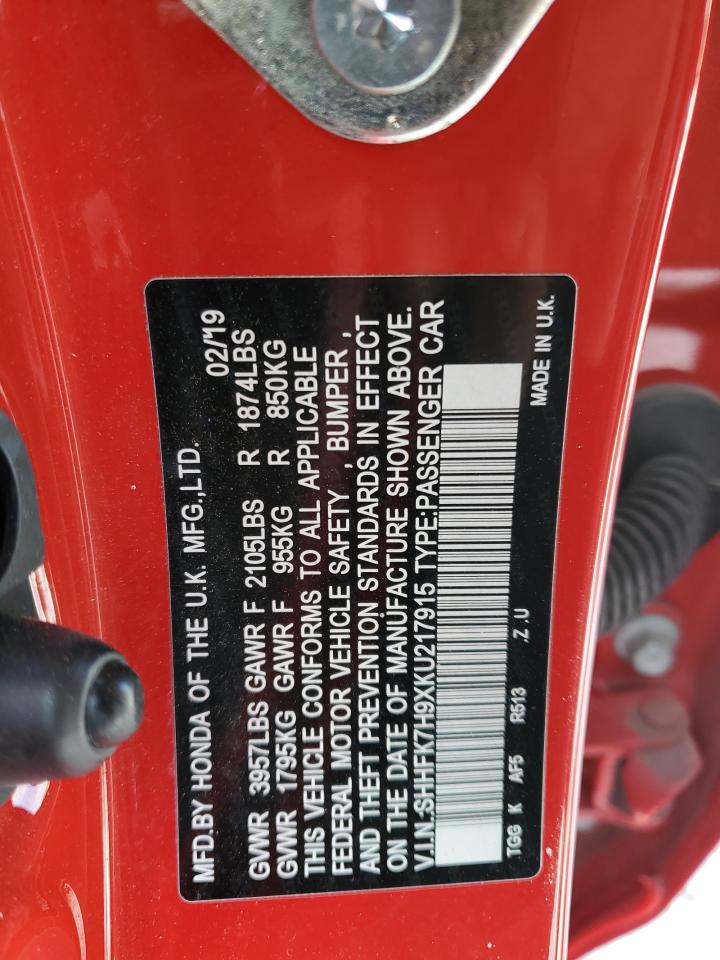 MFD.BY HONDA OF THE U.K. MFG.,LTD. 02/19
GVWR 3957LBS GAWR F 2105LBS R 1874LBS
GVWR 1795KG GAWR F 955KG R 850KG
THIS VEHICLE CONFORMS TO ALL APPLICABLE
FEDERAL MOTOR VEHICLE SAFETY , BUMPER ,
AND THEFT PREVENTION STANDARDS IN EFFECT
ON THE DATE OF MANUFACTURE SHOWN ABOVE.
V.I.N.:SHHFK7H9XKU217915 TYPE:PASSENGER CAR
TGG K AF5 R513 .Z .U MADE IN U.K.